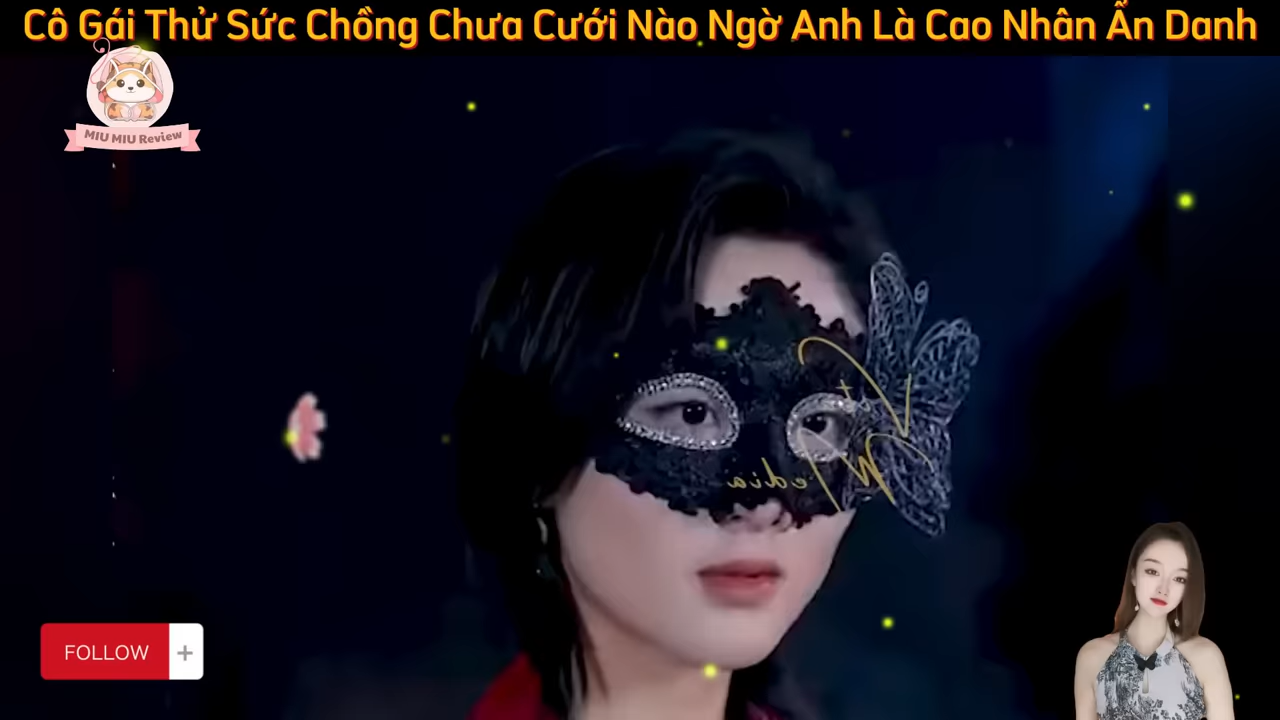 Cô Gái Thử Sức Chồng Chưa Cưới Nào Ngờ Anh Là Cao Nhân Ẩn Danh
MIU MIU Review
Media
FOLLOW +